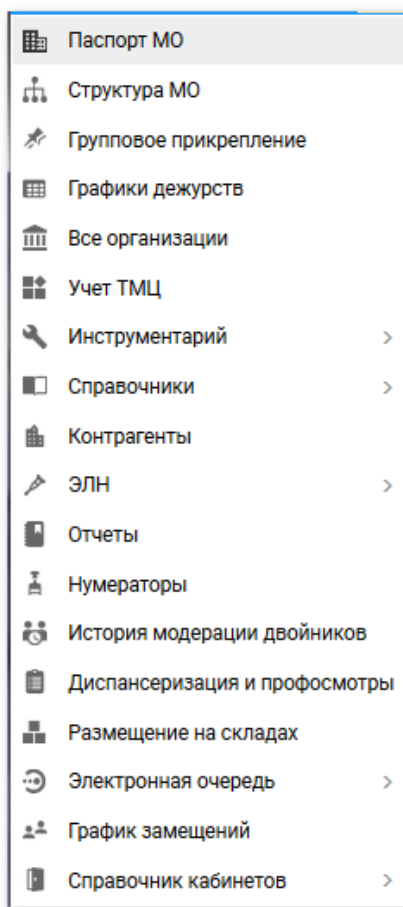 Паспорт МО
Структура МО
Групповое прикрепление
Графики дежурств
Все организации
Учет ТМЦ
Инструментарий
Справочники
Контрагенты
ЭЛН
Отчеты
Нумераторы
История модерации двойников
Диспансеризация и профосмотры
Размещение на складах
Электронная очередь
График замещений
Справочник кабинетов